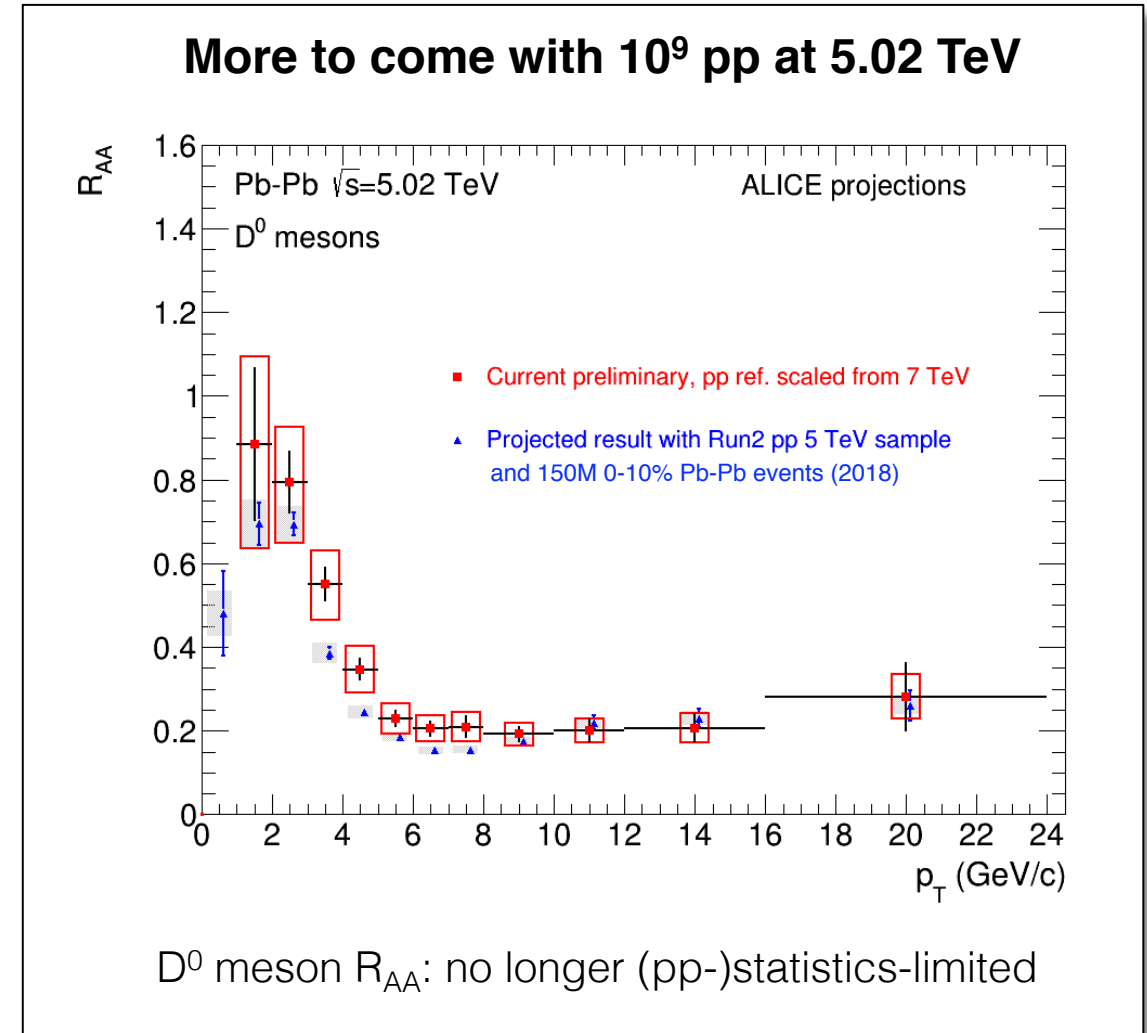 More to come with 10⁹ pp at 5.02 TeV
R_AA
1.6
1.4
1.2
1
0.8
0.6
0.4
0.2
0
Pb-Pb √s=5.02 TeV
ALICE projections
D⁰ mesons
Current preliminary, pp ref. scaled from 7 TeV
Projected result with Run2 pp 5 TeV sample
and 150M 0-10% Pb-Pb events (2018)
0 2 4 6 8 10 12 14 16 18 20 22 24
p_T (GeV/c)
D⁰ meson R_AA: no longer (pp-)statistics-limited